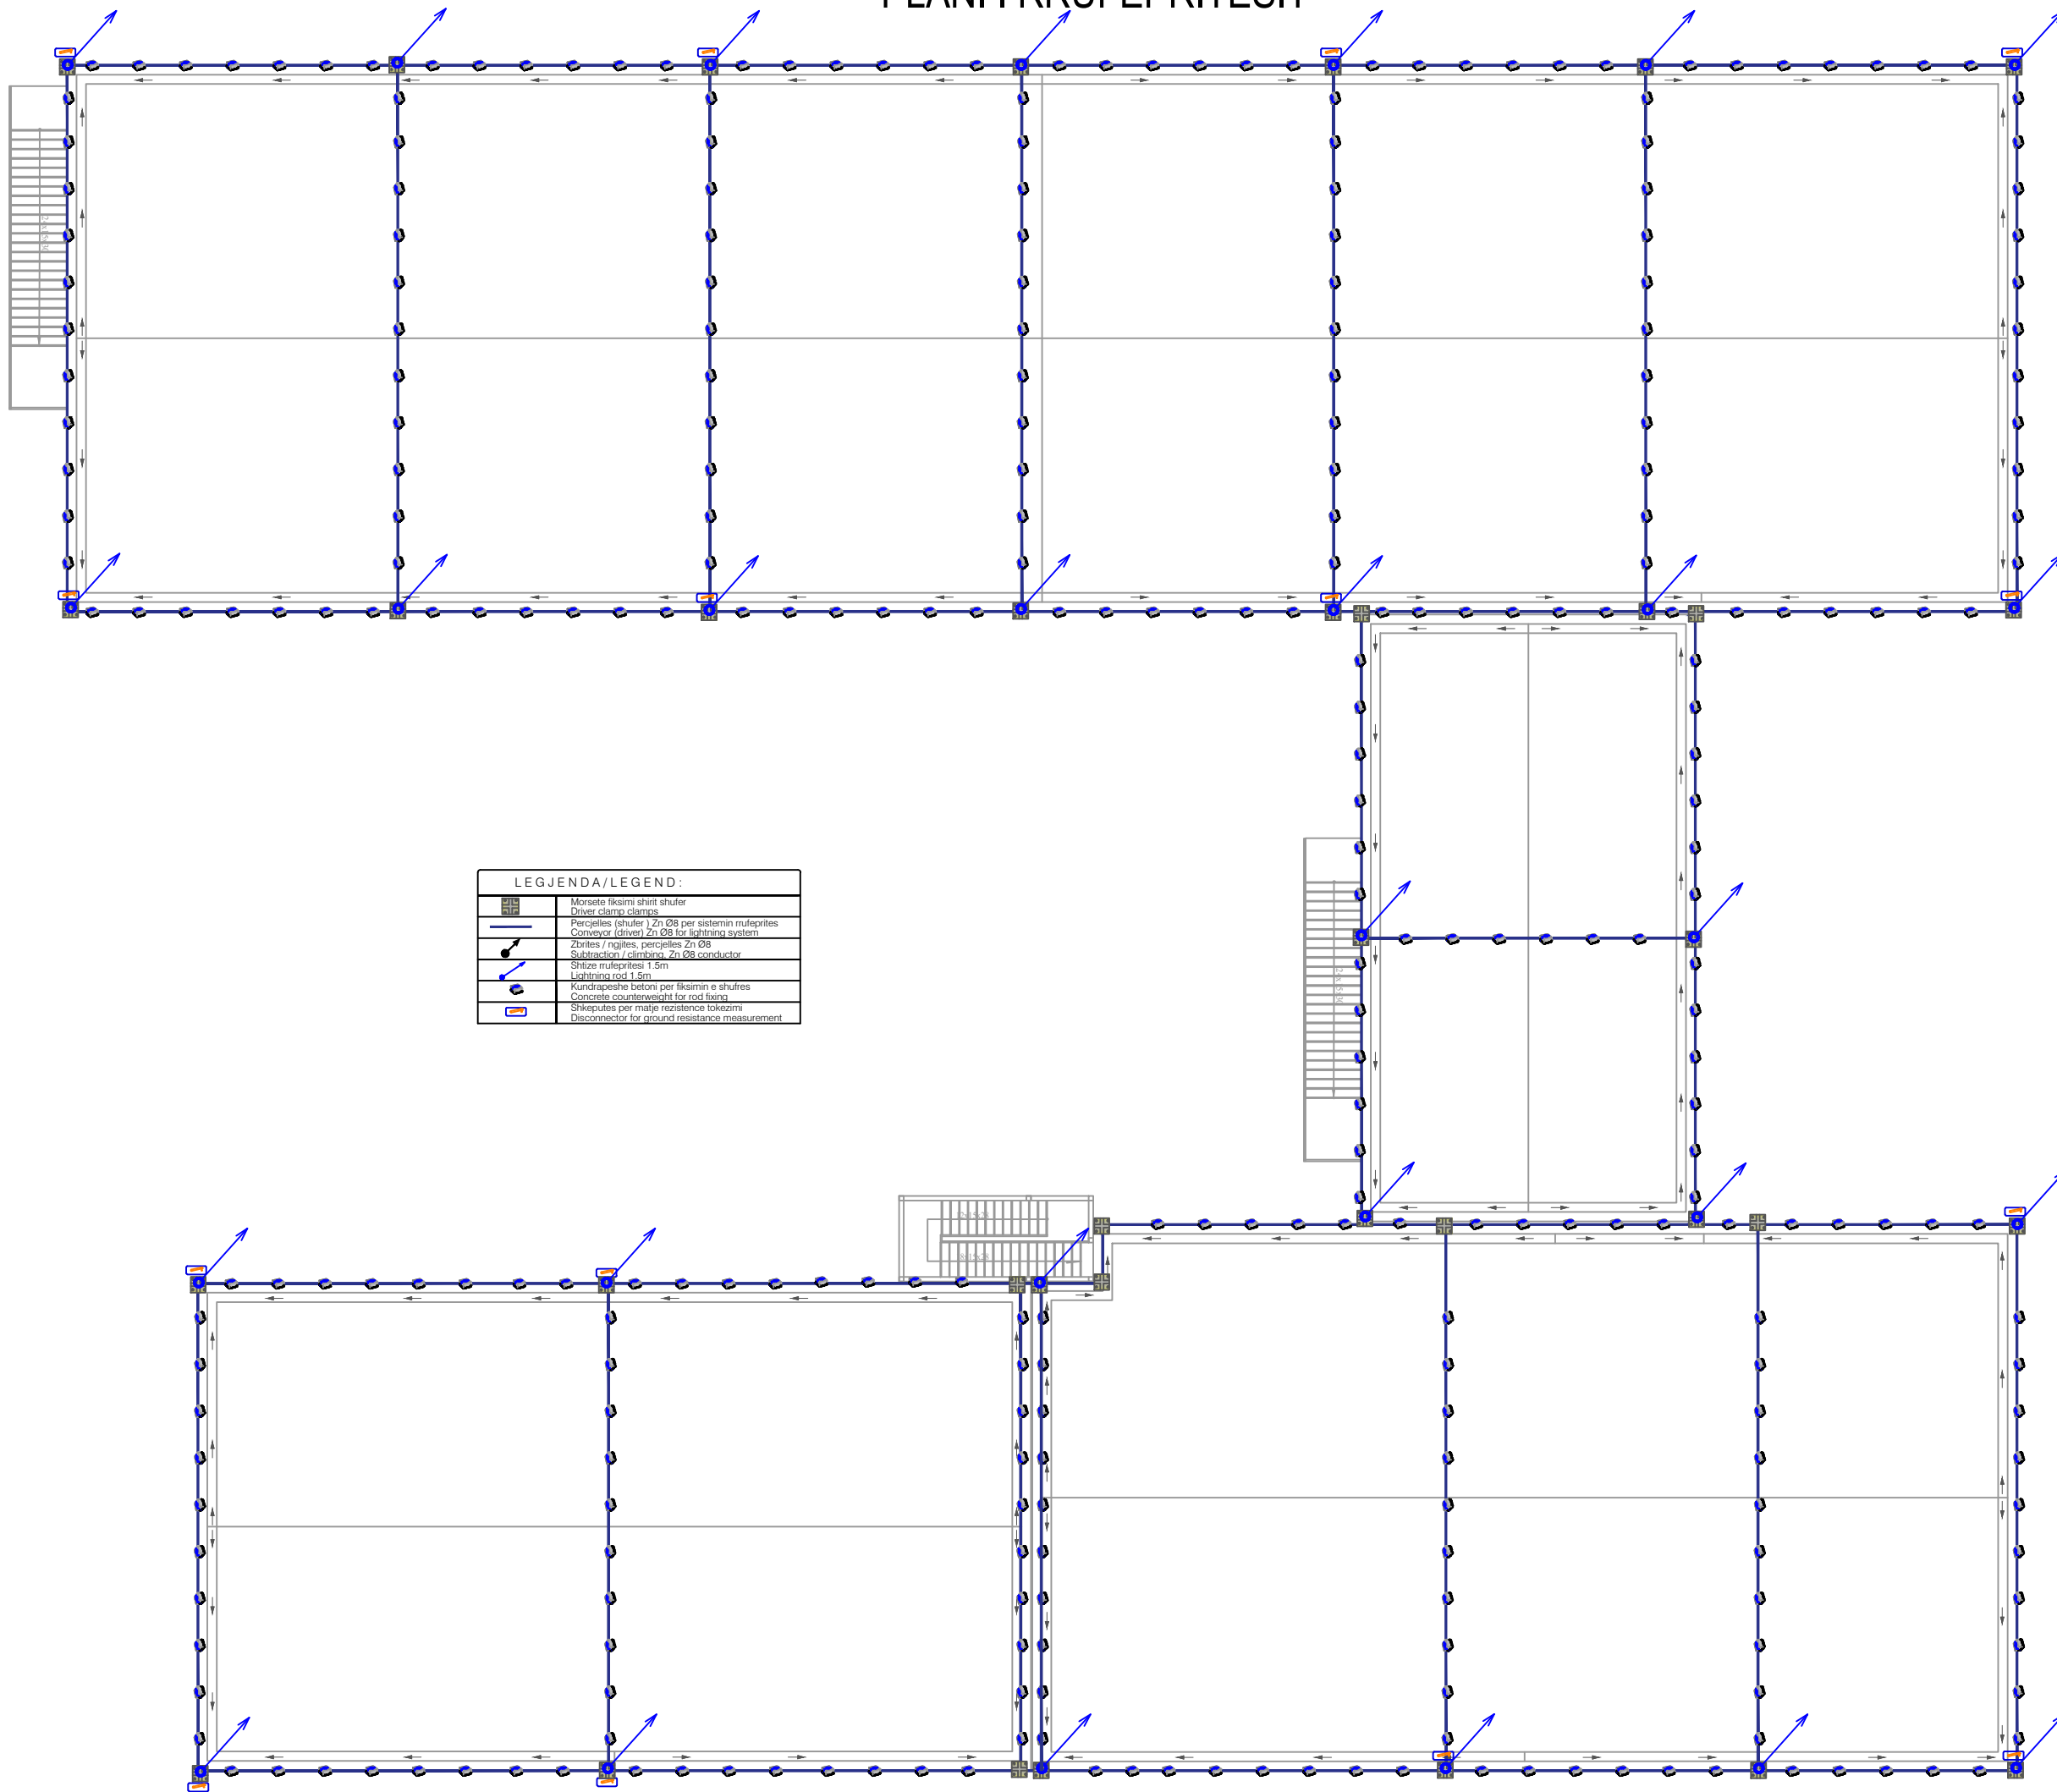 PLANI I RRUFEPRITESH
LEGJENDA/LEGEND:
Morsete fiksimi shirit shufer
Driver clamp clamps
Percjelles (shufer ) Zn Ø8 per sistemin rrufeprites
Conveyor (driver) Zn Ø8 for lightning system
Zbrites / ngjites, percjelles Zn Ø8
Subtraction / climbing, Zn Ø8 conductor
Shtize rrufepritesi 1.5m
Lightning rod 1.5m
Kundrapeshe betoni per fiksimin e shufres
Concrete counterweight for rod fixing
Shkeputes per matje rezistence tokezimi
Disconnector for ground resistance measurement